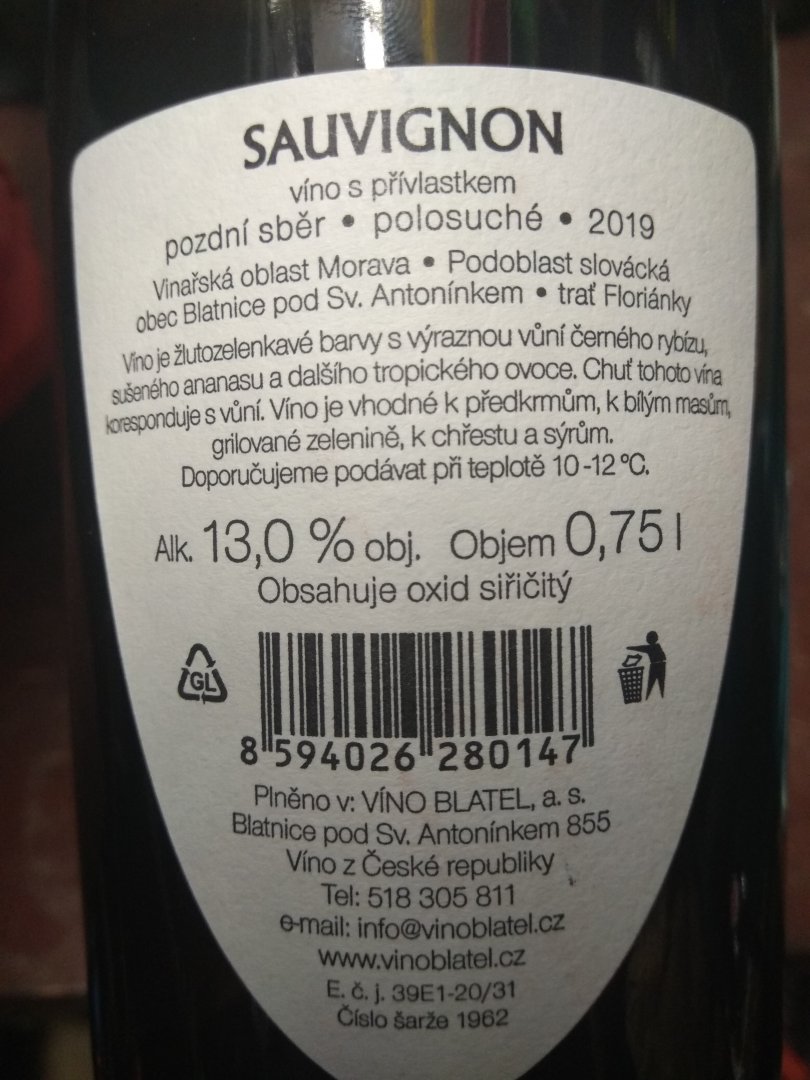 SAUVIGNON
víno s přívlastkem
pozdní sběr • polosuché • 2019
Vinařská oblast Morava • Podoblast slovácká
obec Blatnice pod Sv. Antonínkem • trať Floriánky
Víno je žlutozelenkavé barvy s výraznou vůní černého rybízu,
sušeného ananasu a dalšího tropického ovoce. Chuť tohoto vína
koresponduje s vůní. Víno je vhodné k předkrmům, k bílým masům,
grilované zelenině, k chřestu a sýrům.
Doporučujeme podávat při teplotě 10-12 °C.
Alk. 13,0 % obj. Objem 0,75 l
Obsahuje oxid siřičitý
GL
8 594026 280147
Plněno v: VÍNO BLATEL, a. s.
Blatnice pod Sv. Antonínkem 855
Víno z České republiky
Tel: 518 305 811
e-mail: info@vinoblatel.cz
www.vinoblatel.cz
E. č. j. 39E1-20/31
Číslo šarže 1962